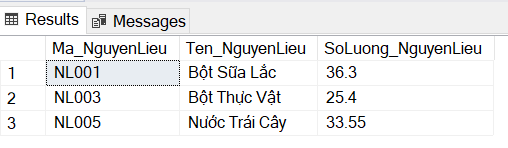 Results Messages
Ma_NguyenLieu Ten_NguyenLieu SoLuong_NguyenLieu
1 NL001 Bột Sữa Lắc 36.3
2 NL003 Bột Thực Vật 25.4
3 NL005 Nước Trái Cây 33.55